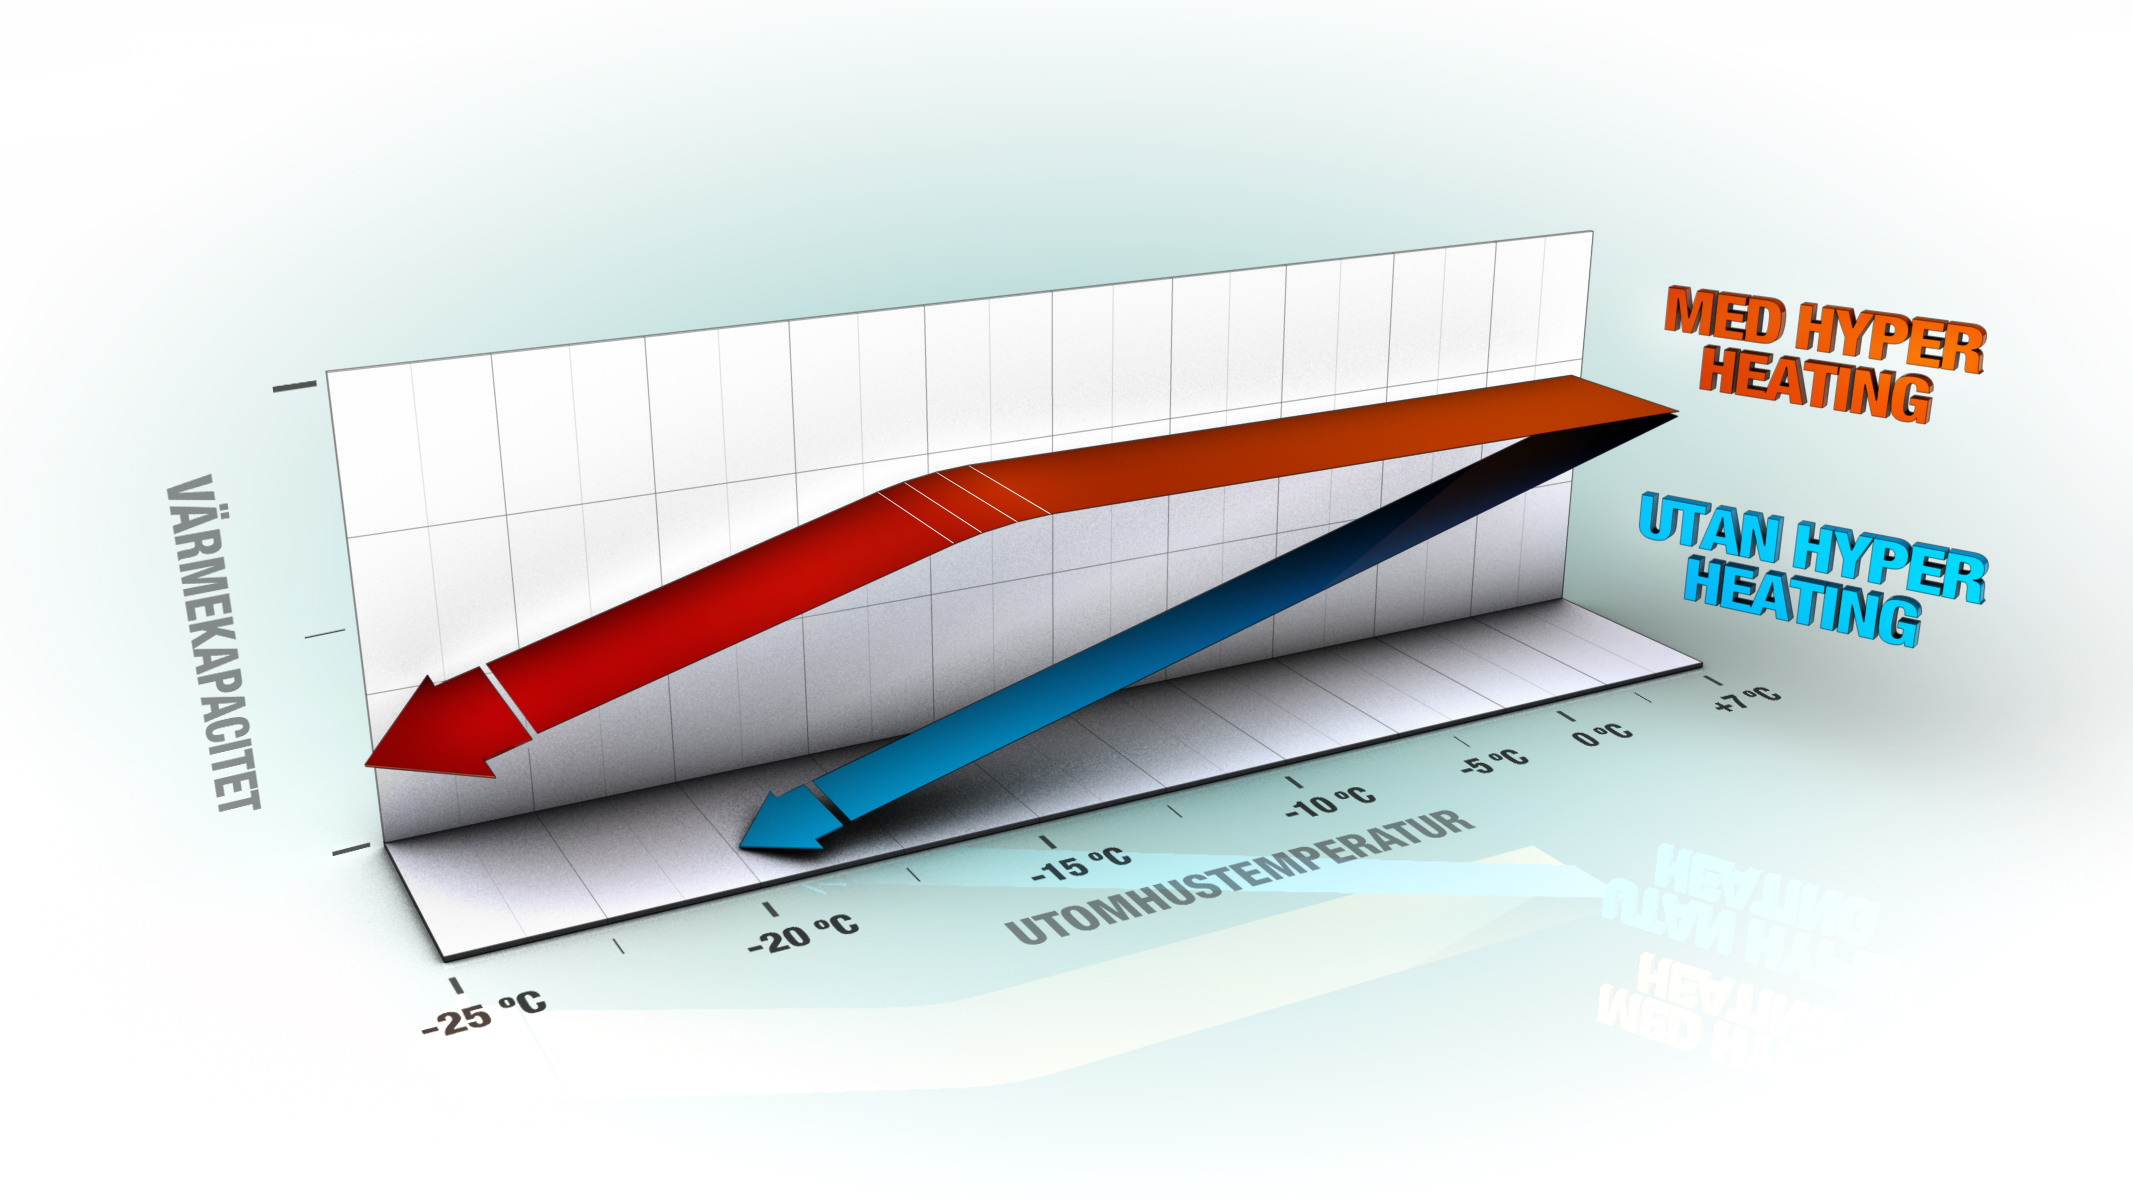 MED HYPER
HEATING
UTAN HYPER
HEATING
VÄRMEKAPACITET
UTOMHUSTEMPERATUR
-25 ºC
-20 ºC
-15 ºC
-10 ºC
-5 ºC
0 ºC
+7 ºC